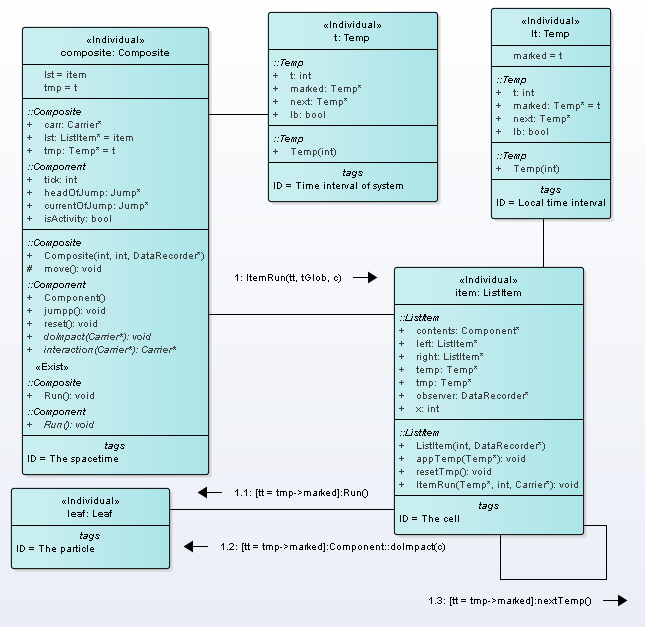 «Individual»
composite: Composite
lst = item
tmp = t
::Composite
+ carr: Carrier*
+ lst: ListItem* = item
+ tmp: Temp* = t
::Component
+ tick: int
+ headOfJump: Jump*
+ currentOfJump: Jump*
+ isActivity: bool
::Composite
+ Composite(int, int, DataRecorder*)
# move(): void
::Component
+ Component()
+ jumpp(): void
+ reset(): void
+ doImpact(Carrier*): void
+ interaction(Carrier*): Carrier*
«Exist»
::Composite
+ Run(): void
::Component
+ Run(): void
tags
ID = The spacetime
«Individual»
t: Temp
::Temp
+ t: int
+ marked: Temp*
+ next: Temp*
+ lb: bool
::Temp
+ Temp(int)
tags
ID = Time interval of system
«Individual»
lt: Temp
marked = t
::Temp
+ t: int
+ marked: Temp* = t
+ next: Temp*
+ lb: bool
::Temp
+ Temp(int)
tags
ID = Local time interval
1: ItemRun(tt, tGlob, c)
«Individual»
item: ListItem
::ListItem
+ contents: Component*
+ left: ListItem*
+ right: ListItem*
+ temp: Temp*
+ tmp: Temp*
+ observer: DataRecorder*
+ x: int
::ListItem
+ ListItem(int, DataRecorder*)
+ appTemp(Temp*): void
+ resetTmp(): void
+ ItemRun(Temp*, int, Carrier*): void
tags
ID = The cell
1.1: [tt = tmp->marked]:Run()
«Individual»
leaf: Leaf
tags
ID = The particle
1.2: [tt = tmp->marked]:Component::doImpact(c)
1.3: [tt = tmp->marked]:nextTemp()